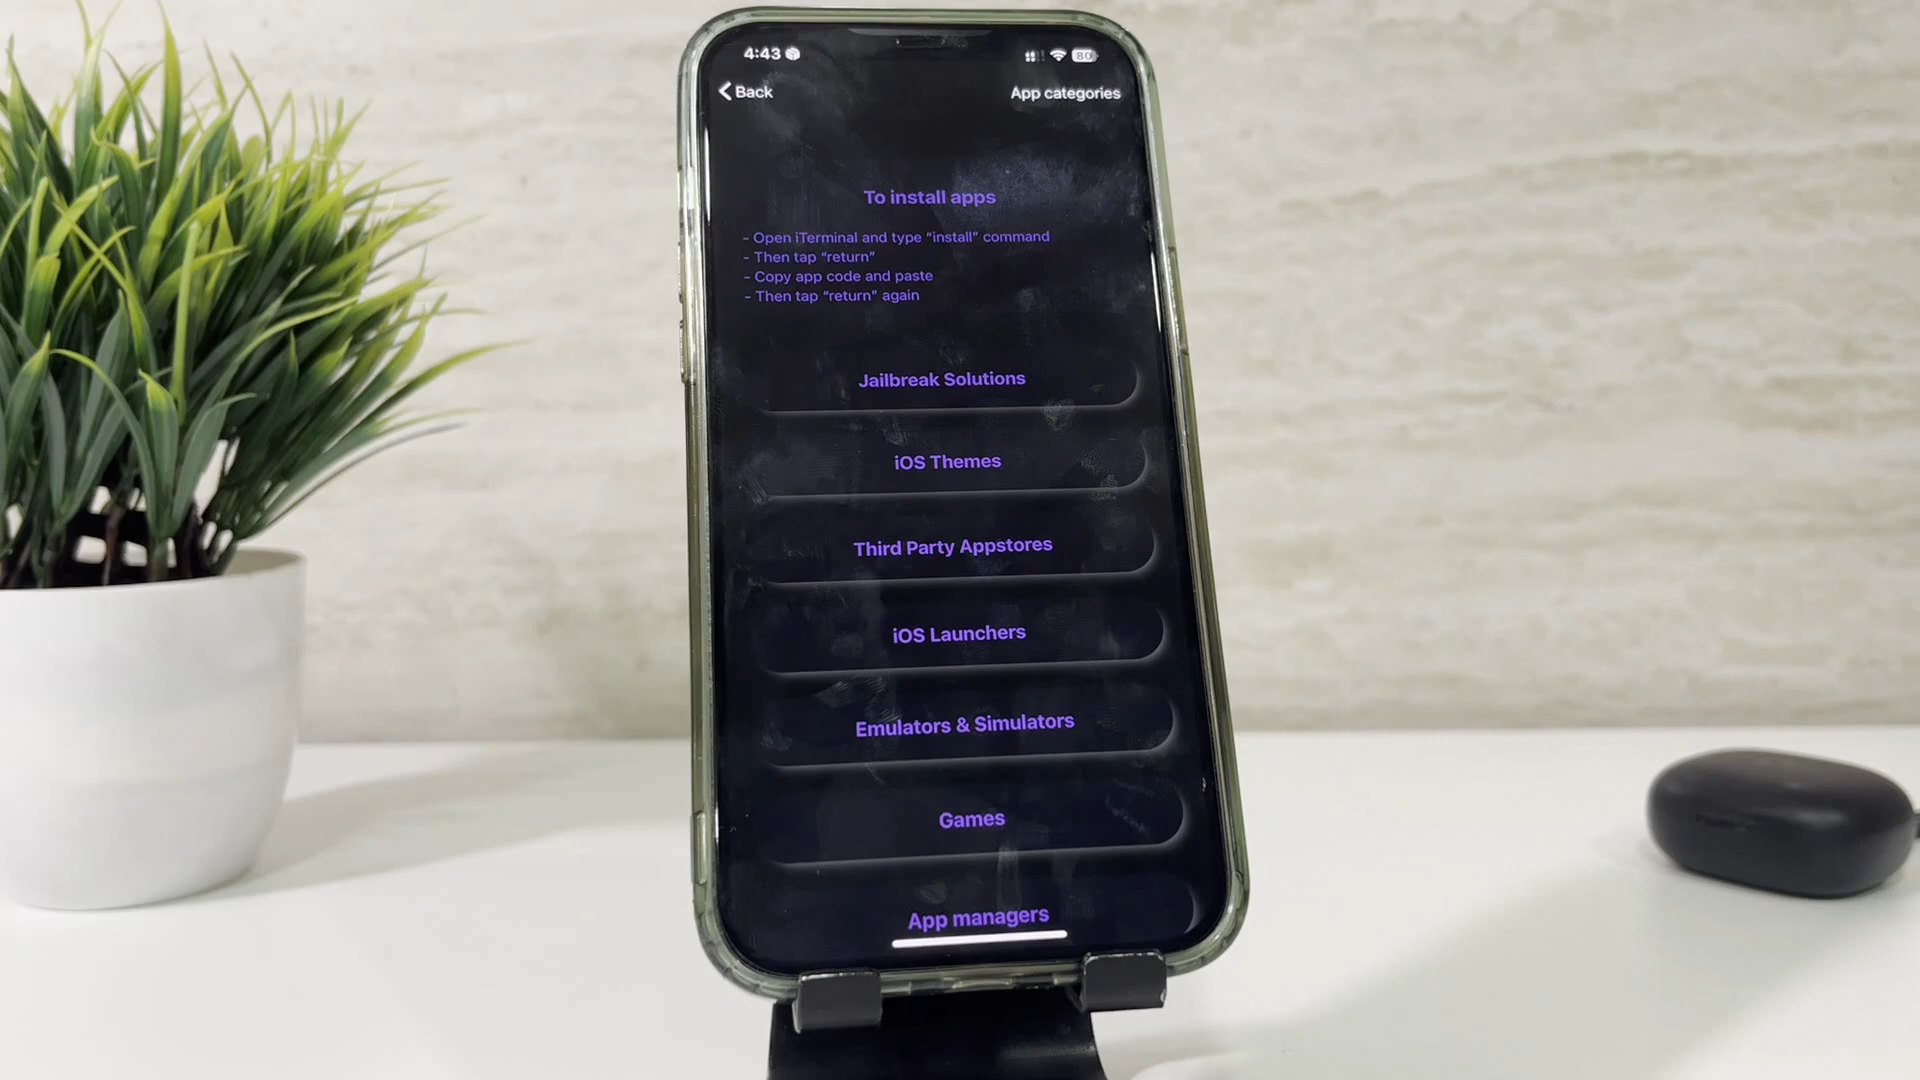 4:43
80
Back
App categories
To install apps
- Open iTerminal and type “install” command
- Then tap “return”
- Copy app code and paste
- Then tap “return” again
Jailbreak Solutions
iOS Themes
Third Party Appstores
iOS Launchers
Emulators & Simulators
Games
App managers